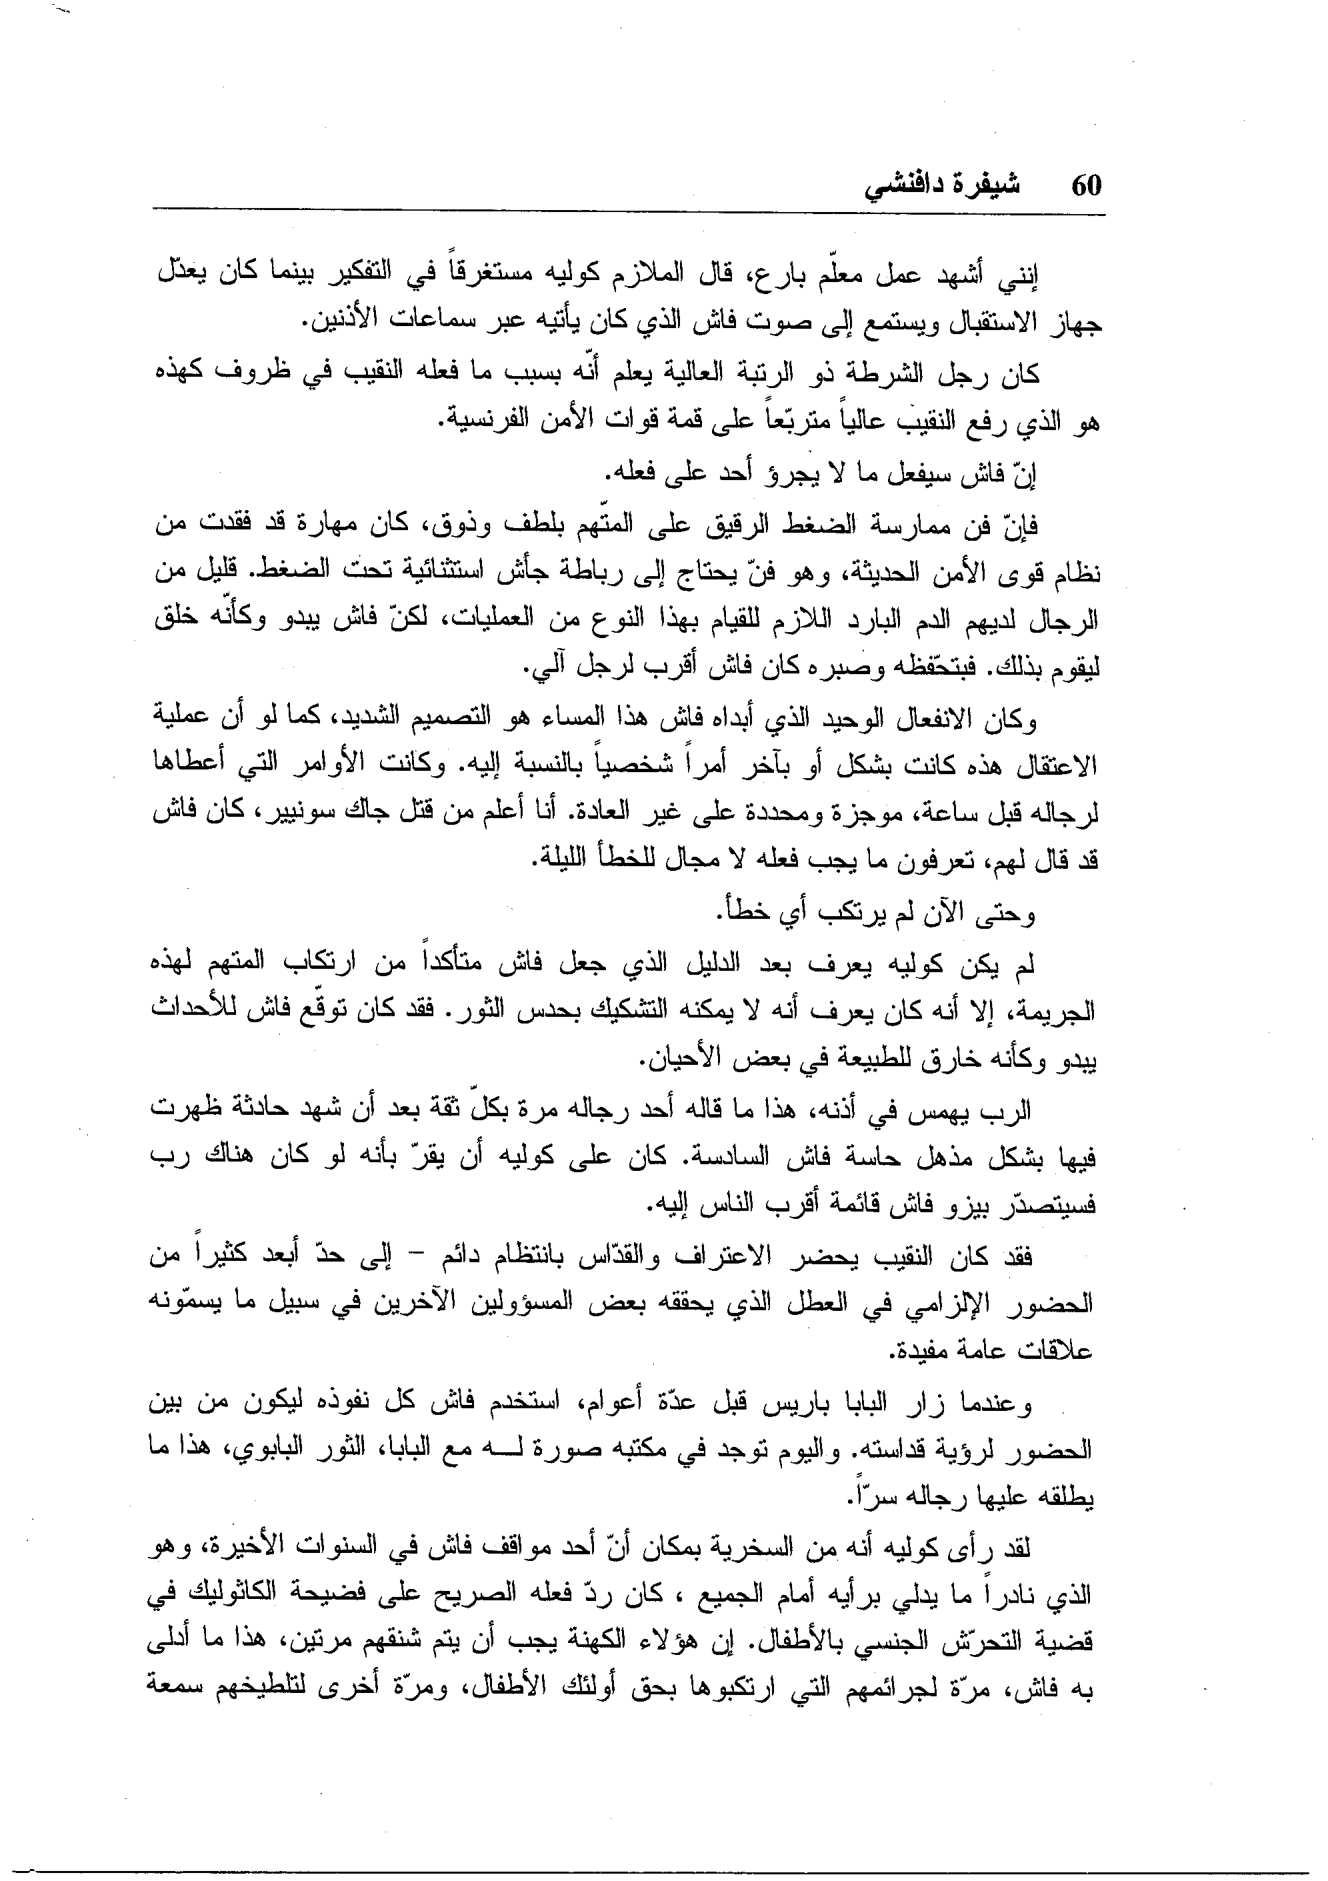 60 شيفرة دافنشي
إنني أشهد عمل معلّم بارع، قال الملازم كوليه مستغرقاً في التفكير بينما كان يعدّل
جهاز الاستقبال ويستمع إلى صوت فاش الذي كان يأتيه عبر سماعات الأذنين.
كان رجل الشرطة ذو الرتبة العالية يعلم أنّه بسبب ما فعله النقيب في ظروف كهذه
هو الذي رفع النقيب عالياً متربّعاً على قمة قوات الأمن الفرنسية.
إنّ فاش سيفعل ما لا يجرؤ أحد على فعله.
فإنّ فن ممارسة الضغط الرقيق على المتّهم بلطف وذوق، كان مهارة قد فقدت من
نظام قوى الأمن الحديثة، وهو فنّ يحتاج إلى رباطة جأش استثنائية تحت الضغط. قليل من
الرجال لديهم الدم البارد اللازم للقيام بهذا النوع من العمليات، لكنّ فاش يبدو وكأنّه خلق
ليقوم بذلك. فبتحّفظه وصبره كان فاش أقرب لرجل آلي.
وكان الانفعال الوحيد الذي أبداه فاش هذا المساء هو التصميم الشديد، كما لو أن عملية
الاعتقال هذه كانت بشكل أو بآخر أمراً شخصياً بالنسبة إليه. وكانت الأوامر التي أعطاها
لرجاله قبل ساعة، موجزة ومحددة على غير العادة. أنا أعلم من قتل جاك سونيير، كان فاش
قد قال لهم، تعرفون ما يجب فعله لا مجال للخطأ الليلة.
وحتى الآن لم يرتكب أي خطأ.
لم يكن كوليه يعرف بعد الدليل الذي جعل فاش متأكداً من ارتكاب المتهم لهذه
الجريمة، إلا أنه كان يعرف أنه لا يمكنه التشكيك بحدس الثور. فقد كان توقّع فاش للأحداث
يبدو وكأنه خارق للطبيعة في بعض الأحيان.
الرب يهمس في أذنه، هذا ما قاله أحد رجاله مرة بكلّ ثقة بعد أن شهد حادثة ظهرت
فيها بشكل مذهل حاسة فاش السادسة. كان على كوليه أن يقرّ بأنه لو كان هناك رب
فسيتصدّر بيزو فاش قائمة أقرب الناس إليه.
فقد كان النقيب يحضر الاعتراف والقدّاس بانتظام دائم – إلى حدّ أبعد كثيراً من
الحضور الإلزامي في العطل الذي يحققه بعض المسؤولين الآخرين في سبيل ما يسمّونه
علاقات عامة مفيدة.
وعندما زار البابا باريس قبل عدّة أعوام، استخدم فاش كل نفوذه ليكون من بين
الحضور لرؤية قداسته. واليوم توجد في مكتبه صورة لـــه مع البابا، الثور البابوي، هذا ما
يطلقه عليها رجاله سرّاً.
لقد رأى كوليه أنه من السخرية بمكان أنّ أحد مواقف فاش في السنوات الأخيرة، وهو
الذي نادراً ما يدلي برأيه أمام الجميع ، كان ردّ فعله الصريح على فضيحة الكاثوليك في
قضية التحرّش الجنسي بالأطفال. إن هؤلاء الكهنة يجب أن يتم شنقهم مرتين، هذا ما أدلى
به فاش، مرّة لجرائمهم التي ارتكبوها بحق أولئك الأطفال، ومرّة أخرى لتلطيخهم سمعة